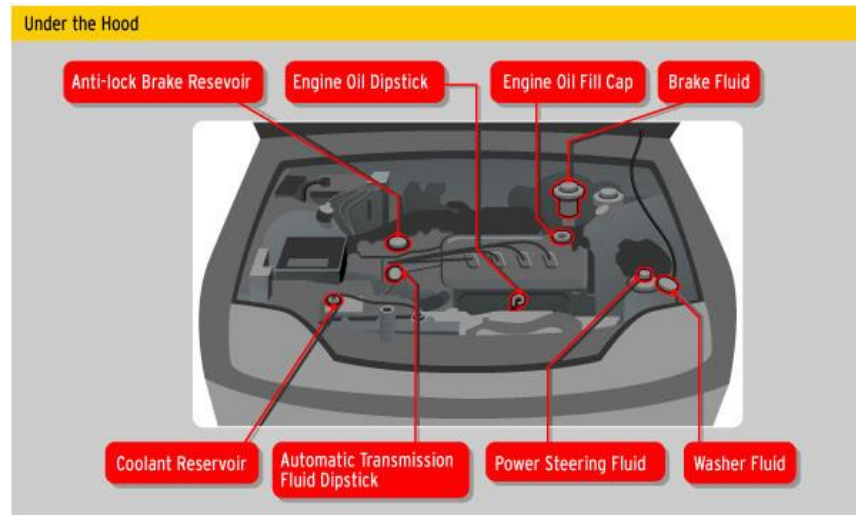 Under the Hood
Anti-lock Brake Resevoir
Engine Oil Dipstick
Engine Oil Fill Cap
Brake Fluid
Coolant Reservoir
Automatic Transmission
Fluid Dipstick
Power Steering Fluid
Washer Fluid